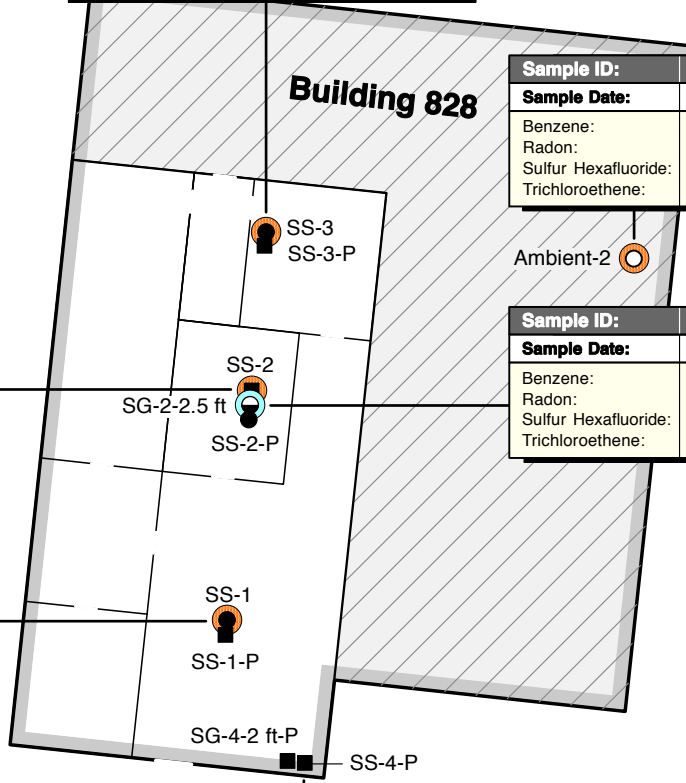 Building 828
Sample ID:
Sample Date:
Benzene:
Radon:
Sulfur Hexafluoride:
Trichloroethene:
SS-3
SS-3-P
Ambient-2
Sample ID:
Sample Date:
Benzene:
Radon:
Sulfur Hexafluoride:
Trichloroethene:
SS-2
SG-2-2.5 ft
SS-2-P
SS-1
SS-1-P
SG-4-2 ft-P
SS-4-P